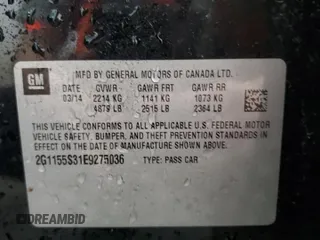 GM
MFD BY GENERAL MOTORS OF CANADA LTD.
DATE GVWR GAWR FRT GAWR RR
03/14 2214 KG 1141 KG 1073 KG
4879 LB 2515 LB 2364 LB
THIS VEHICLE CONFORMS TO ALL APPLICABLE U.S. FEDERAL MOTOR
VEHICLE SAFETY, BUMPER, AND THEFT PREVENTION STANDARDS
IN EFFECT ON THE DATE OF MANUFACTURE SHOWN ABOVE.
2G1155S31E9275036 TYPE: PASS CAR
BID HISTORY